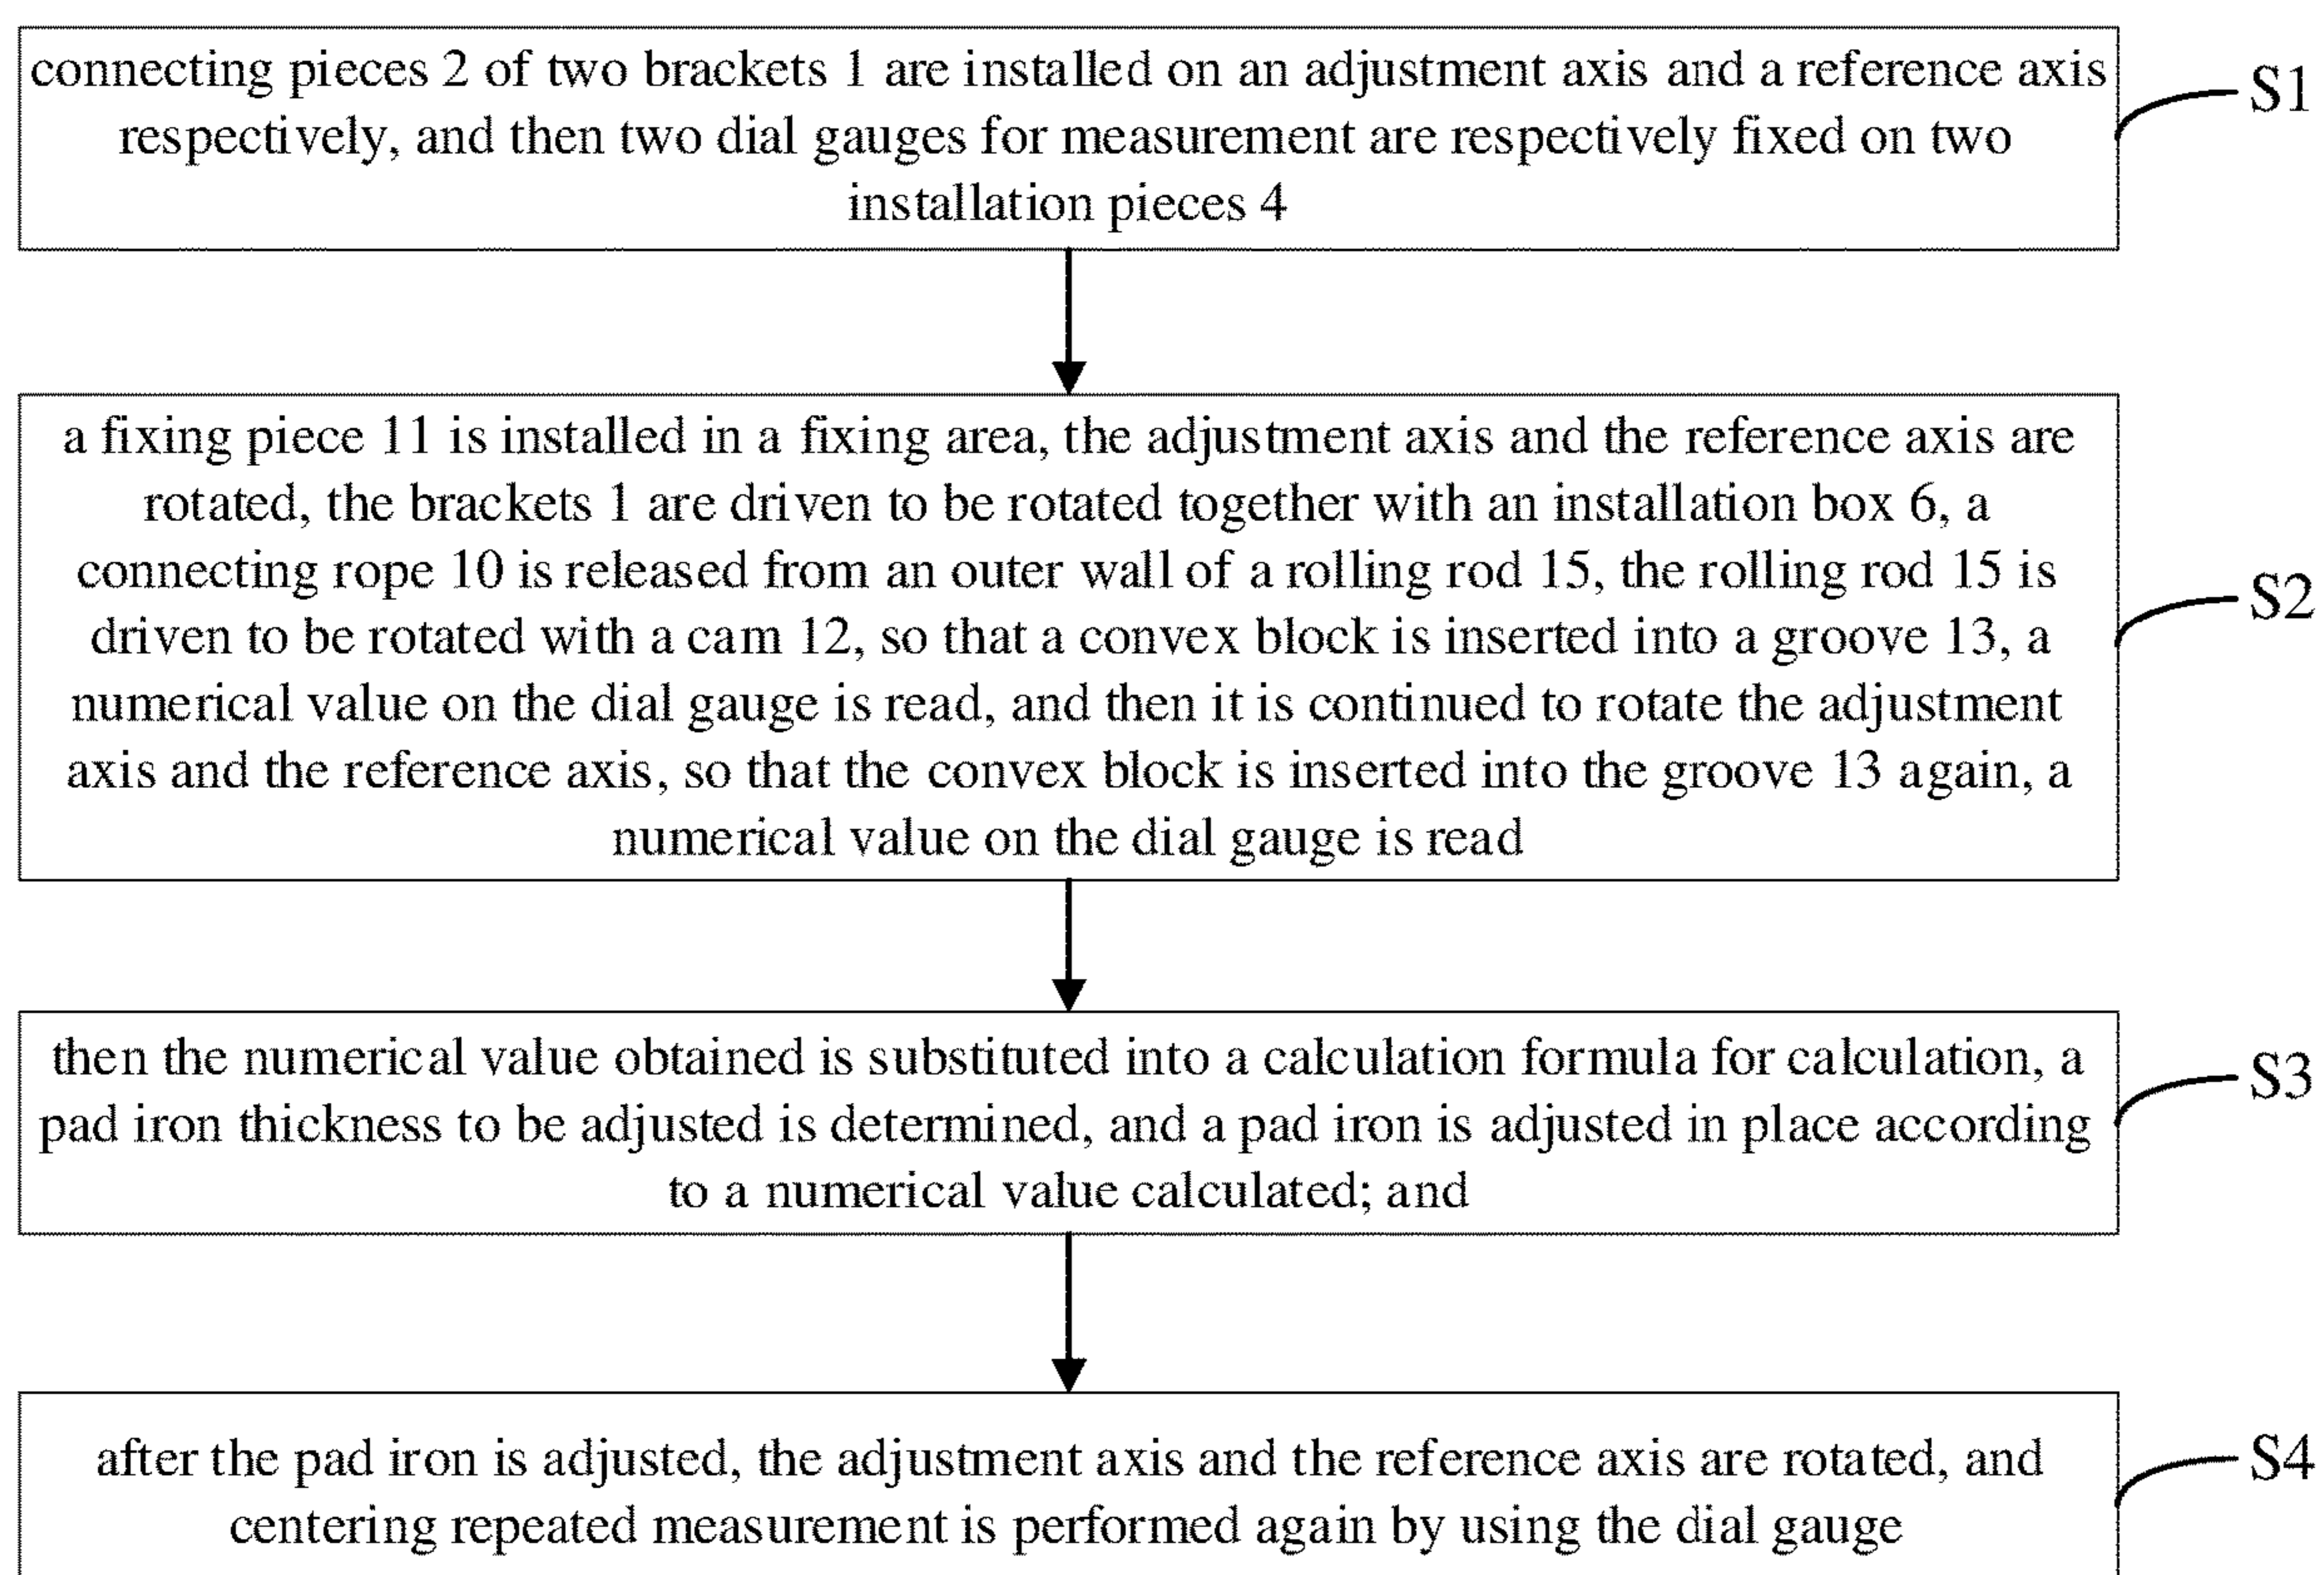 connecting pieces 2 of two brackets 1 are installed on an adjustment axis and a reference axis
respectively, and then two dial gauges for measurement are respectively fixed on two
installation pieces 4
S1
a fixing piece 11 is installed in a fixing area, the adjustment axis and the reference axis are
rotated, the brackets 1 are driven to be rotated together with an installation box 6, a
connecting rope 10 is released from an outer wall of a rolling rod 15, the rolling rod 15 is
driven to be rotated with a cam 12, so that a convex block is inserted into a groove 13, a
numerical value on the dial gauge is read, and then it is continued to rotate the adjustment
axis and the reference axis, so that the convex block is inserted into the groove 13 again, a
numerical value on the dial gauge is read
S2
then the numerical value obtained is substituted into a calculation formula for calculation, a
pad iron thickness to be adjusted is determined, and a pad iron is adjusted in place according
to a numerical value calculated; and
S3
after the pad iron is adjusted, the adjustment axis and the reference axis are rotated, and
centering repeated measurement is performed again by using the dial gauge
S4